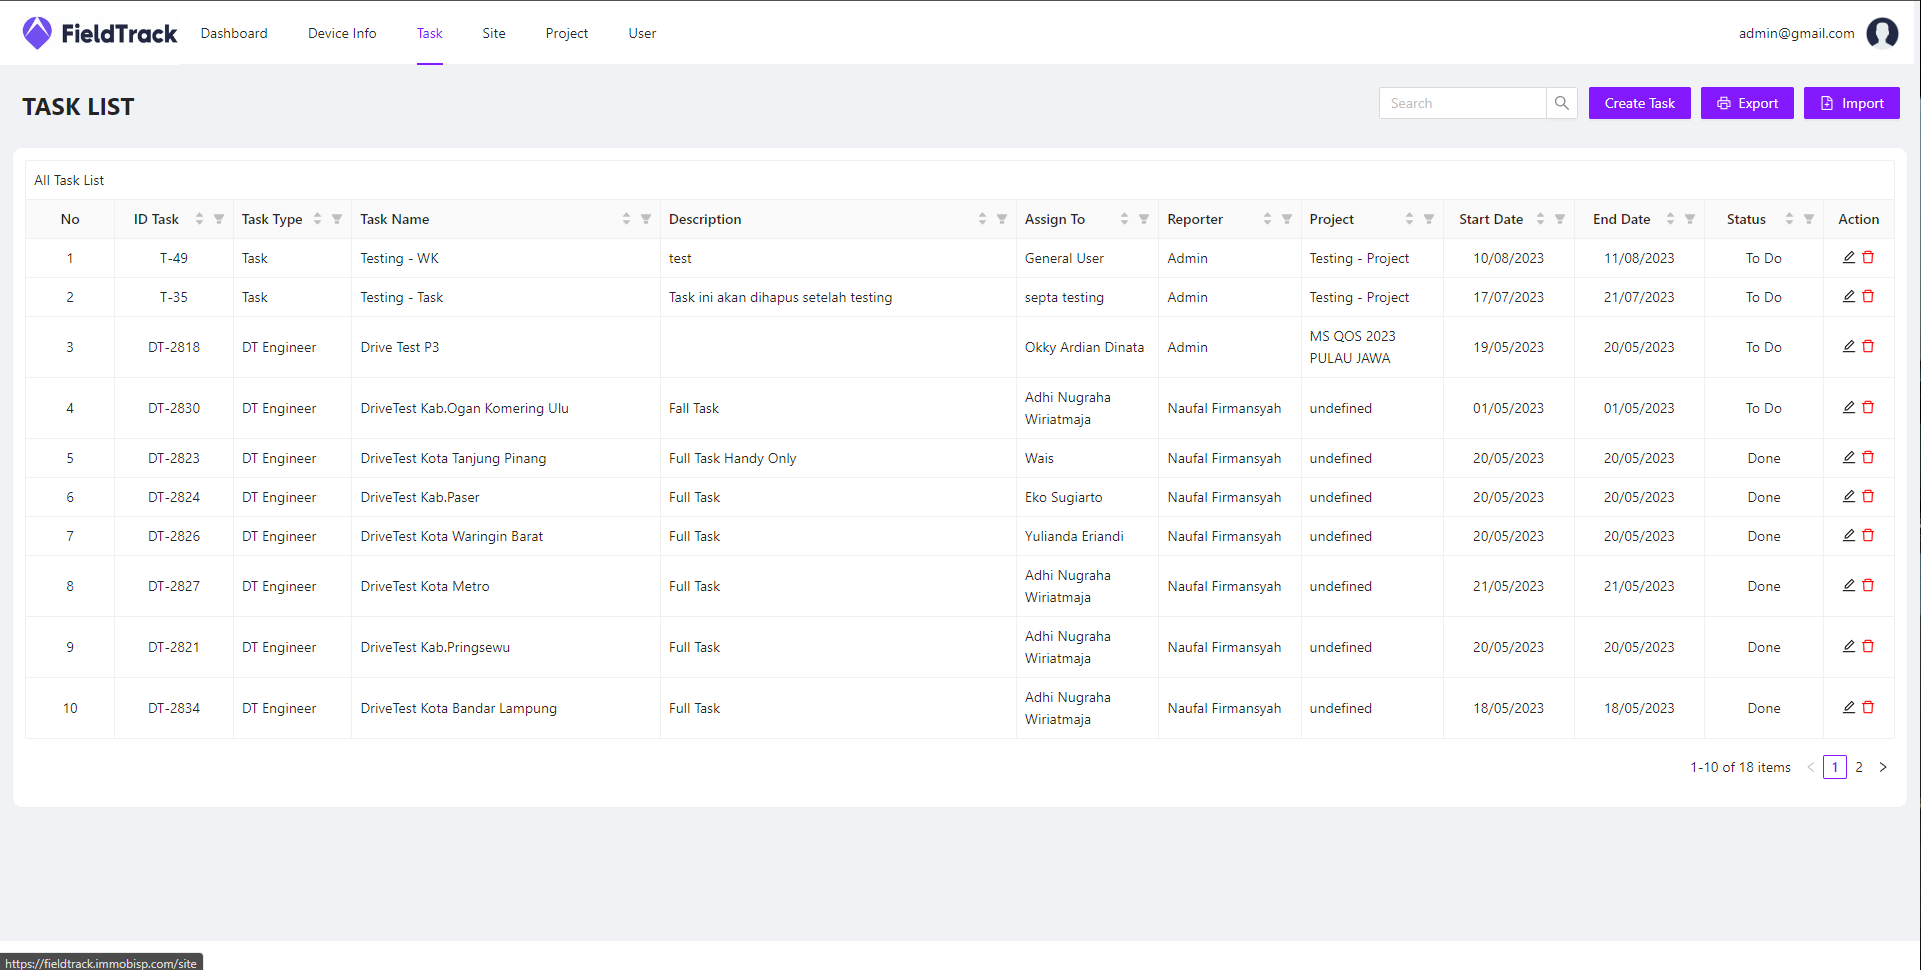 FieldTrack Dashboard Device Info Task Site Project User admin@gmail.com
TASK LIST Search Create Task Export Import
All Task List
No ID Task Task Type Task Name Description Assign To Reporter Project Start Date End Date Status Action
1 T-49 Task Testing - WK test General User Admin Testing - Project 10/08/2023 11/08/2023 To Do
2 T-35 Task Testing - Task Task ini akan dihapus setelah testing septa testing Admin Testing - Project 17/07/2023 21/07/2023 To Do
3 DT-2818 DT Engineer Drive Test P3 Okky Ardian Dinata Admin MS QOS 2023 19/05/2023 20/05/2023 To Do
PULAU JAWA
4 DT-2830 DT Engineer DriveTest Kab.Ogan Komering Ulu Fall Task Adhi Nugraha Naufal Firmansyah undefined 01/05/2023 01/05/2023 To Do
Wiriatmaja
5 DT-2823 DT Engineer DriveTest Kota Tanjung Pinang Full Task Handy Only Wais Naufal Firmansyah undefined 20/05/2023 20/05/2023 Done
6 DT-2824 DT Engineer DriveTest Kab.Paser Full Task Eko Sugiarto Naufal Firmansyah undefined 20/05/2023 20/05/2023 Done
7 DT-2826 DT Engineer DriveTest Kota Waringin Barat Full Task Yulianda Eriandi Naufal Firmansyah undefined 20/05/2023 20/05/2023 Done
8 DT-2827 DT Engineer DriveTest Kota Metro Full Task Adhi Nugraha Naufal Firmansyah undefined 21/05/2023 21/05/2023 Done
Wiriatmaja
9 DT-2821 DT Engineer DriveTest Kab.Pringsewu Full Task Adhi Nugraha Naufal Firmansyah undefined 20/05/2023 20/05/2023 Done
Wiriatmaja
10 DT-2834 DT Engineer DriveTest Kota Bandar Lampung Full Task Adhi Nugraha Naufal Firmansyah undefined 18/05/2023 18/05/2023 Done
Wiriatmaja
1-10 of 18 items < 1 2 >
https://fieldtrack.immobisp.com/site